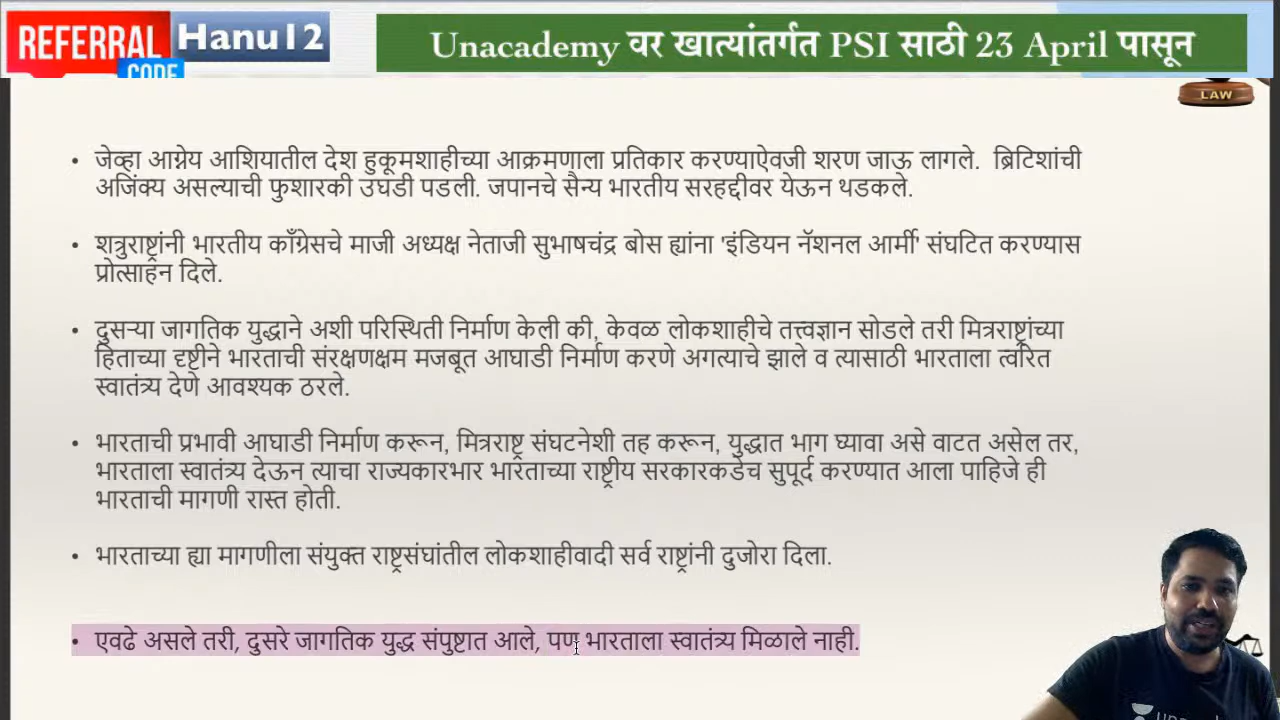 REFERRAL
CODE
Hanu12
Unacademy वर खात्यांतर्गत PSI साठी 23 April पासून
LAW
• जेव्हा आग्नेय आशियातील देश हुकूमशाहीच्या आक्रमणाला प्रतिकार करण्याऐवजी शरण जाऊ लागले. ब्रिटिशांची
अजिंक्य असल्याची फुशारकी उघडी पडली. जपानचे सैन्य भारतीय सरहद्दीवर येऊन थडकले.
• शत्रुराष्ट्रांनी भारतीय काँग्रेसचे माजी अध्यक्ष नेताजी सुभाषचंद्र बोस ह्यांना 'इंडियन नॅशनल आर्मी' संघटित करण्यास
प्रोत्साहन दिले.
• दुसऱ्या जागतिक युद्धाने अशी परिस्थिती निर्माण केली की, केवळ लोकशाहीचे तत्त्वज्ञान सोडले तरी मित्रराष्ट्रांच्या
हिताच्या दृष्टीने भारताची संरक्षणक्षम मजबूत आघाडी निर्माण करणे अगत्याचे झाले व त्यासाठी भारताला त्वरित
स्वातंत्र्य देणे आवश्यक ठरले.
• भारताची प्रभावी आघाडी निर्माण करून, मित्रराष्ट्र संघटनेशी तह करून, युद्धात भाग घ्यावा असे वाटत असेल तर,
भारताला स्वातंत्र्य देऊन त्याचा राज्यकारभार भारताच्या राष्ट्रीय सरकारकडेच सुपूर्द करण्यात आला पाहिजे ही
भारताची मागणी रास्त होती.
• भारताच्या ह्या मागणीला संयुक्त राष्ट्रसंघांतील लोकशाहीवादी सर्व राष्ट्रांनी दुजोरा दिला.
• एवढे असले तरी, दुसरे जागतिक युद्ध संपुष्टात आले, पण भारताला स्वातंत्र्य मिळाले नाही.